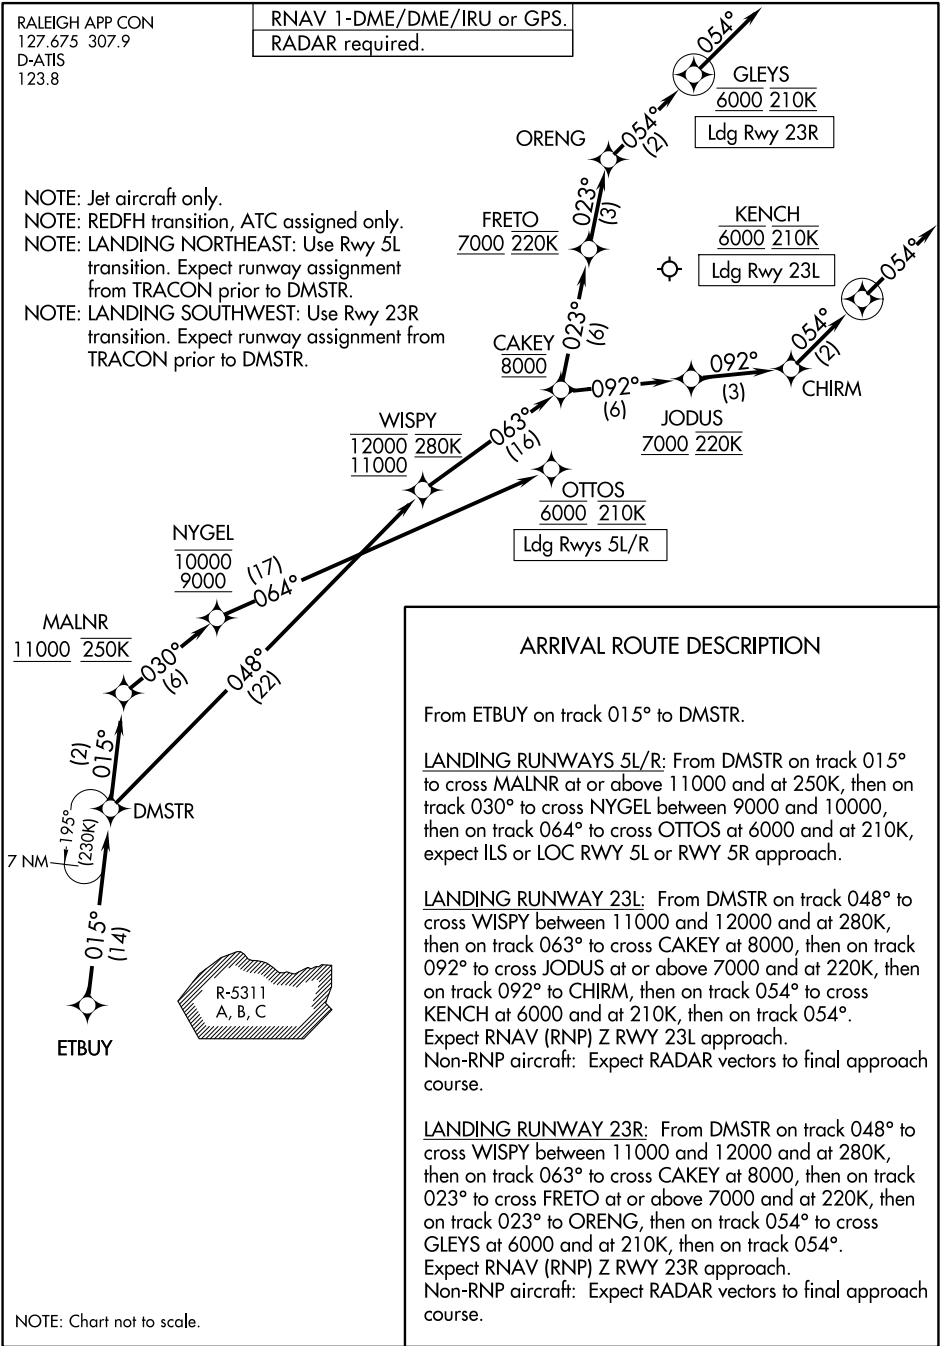 RALEIGH APP CON
127.675 307.9
D-ATIS
123.8
RNAV 1-DME/DME/IRU or GPS.
RADAR required.
NOTE: Jet aircraft only.
NOTE: REDFH transition, ATC assigned only.
NOTE: LANDING NORTHEAST: Use Rwy 5L
transition. Expect runway assignment
from TRACON prior to DMSTR.
NOTE: LANDING SOUTHWEST: Use Rwy 23R
transition. Expect runway assignment from
TRACON prior to DMSTR.
054°
GLEYS
6000 210K
Ldg Rwy 23R
054°
(2)
ORENG
023°
(3)
FRETO
7000 220K
KENCH
6000 210K
Ldg Rwy 23L
054°
023°
(6)
054°
(2)
CAKEY
8000
092°
(6)
092°
(3)
CHIRM
JODUS
7000 220K
WISPY
12000 280K
11000
063°
(16)
OTTOS
6000 210K
Ldg Rwys 5L/R
NYGEL
10000
9000
(17)
064°
MALNR
11000 250K
030°
(6)
048°
(22)
(2)
015°
DMSTR
195°
(230K)
7 NM
015°
(14)
R-5311
A, B, C
ETBUY
NOTE: Chart not to scale.
ARRIVAL ROUTE DESCRIPTION
From ETBUY on track 015° to DMSTR.
LANDING RUNWAYS 5L/R: From DMSTR on track 015°
to cross MALNR at or above 11000 and at 250K, then on
track 030° to cross NYGEL between 9000 and 10000,
then on track 064° to cross OTTOS at 6000 and at 210K,
expect ILS or LOC RWY 5L or RWY 5R approach.
LANDING RUNWAY 23L: From DMSTR on track 048° to
cross WISPY between 11000 and 12000 and at 280K,
then on track 063° to cross CAKEY at 8000, then on track
092° to cross JODUS at or above 7000 and at 220K, then
on track 092° to CHIRM, then on track 054° to cross
KENCH at 6000 and at 210K, then on track 054°.
Expect RNAV (RNP) Z RWY 23L approach.
Non-RNP aircraft: Expect RADAR vectors to final approach
course.
LANDING RUNWAY 23R: From DMSTR on track 048° to
cross WISPY between 11000 and 12000 and at 280K,
then on track 063° to cross CAKEY at 8000, then on track
023° to cross FRETO at or above 7000 and at 220K, then
on track 023° to ORENG, then on track 054° to cross
GLEYS at 6000 and at 210K, then on track 054°.
Expect RNAV (RNP) Z RWY 23R approach.
Non-RNP aircraft: Expect RADAR vectors to final approach
course.